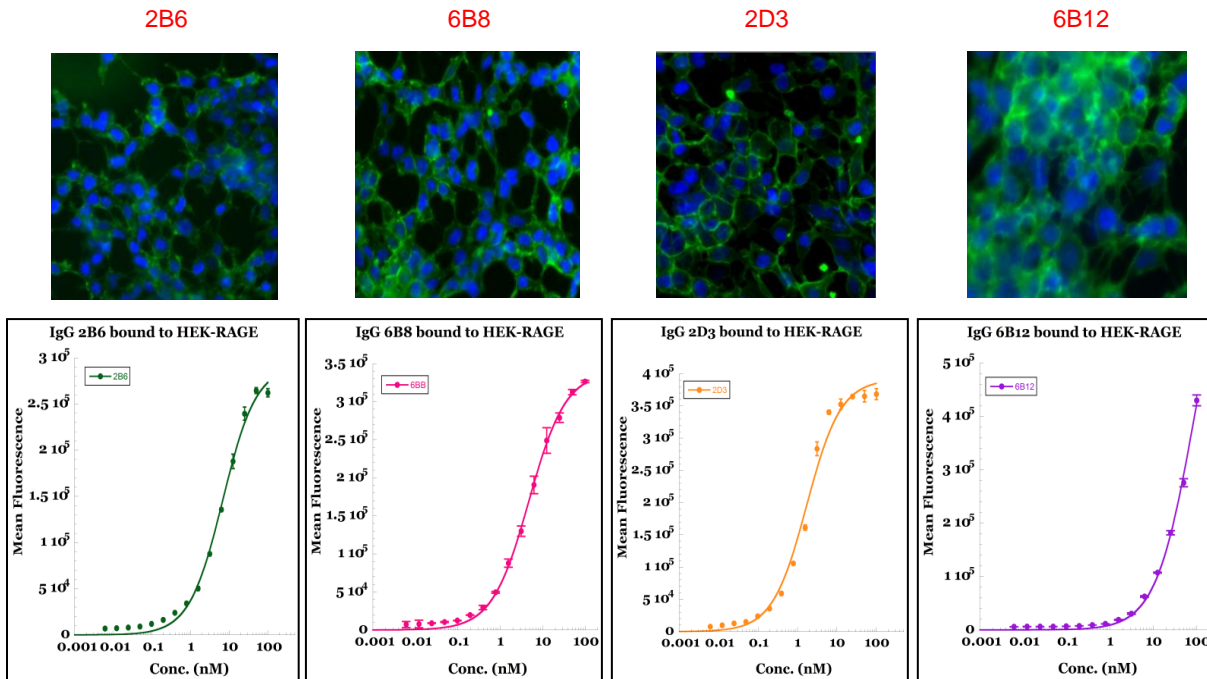 2B6 6B8 2D3 6B12
IgG 2B6 bound to HEK-RAGE
3 10⁵
2.5 10⁵
2 10⁵
1.5 10⁵
1 10⁵
5 10⁴
0
Mean Fluorescence
2B6
0.001 0.01 0.1 1 10 100
Conc. (nM)
IgG 6B8 bound to HEK-RAGE
3.5 10⁵
3 10⁵
2.5 10⁵
2 10⁵
1.5 10⁵
1 10⁵
5 10⁴
0
Mean Fluorescence
6B8
0.001 0.01 0.1 1 10 100
Conc. (nM)
IgG 2D3 bound to HEK-RAGE
4 10⁵
3.5 10⁵
3 10⁵
2.5 10⁵
2 10⁵
1.5 10⁵
1 10⁵
5 10⁴
0
Mean Fluorescence
2D3
0.001 0.01 0.1 1 10 100
Conc. (nM)
IgG 6B12 bound to HEK-RAGE
5 10⁵
4 10⁵
3 10⁵
2 10⁵
1 10⁵
0
Mean Fluorescence
6B12
0.001 0.01 0.1 1 10 100
Conc. (nM)